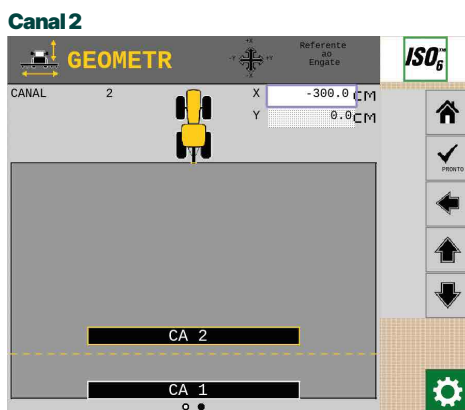 Canal 2
GEOMETR
+X
-Y +Y
-X
Referente
ao
Engate
ISO6™
CANAL 2
X -300.0 CM
Y 0.0 CM
PRONTO
CA 2
CA 1